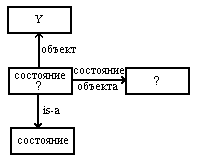 Y
объект
состояние
?
состояние
объекта
?
is-a
состояние